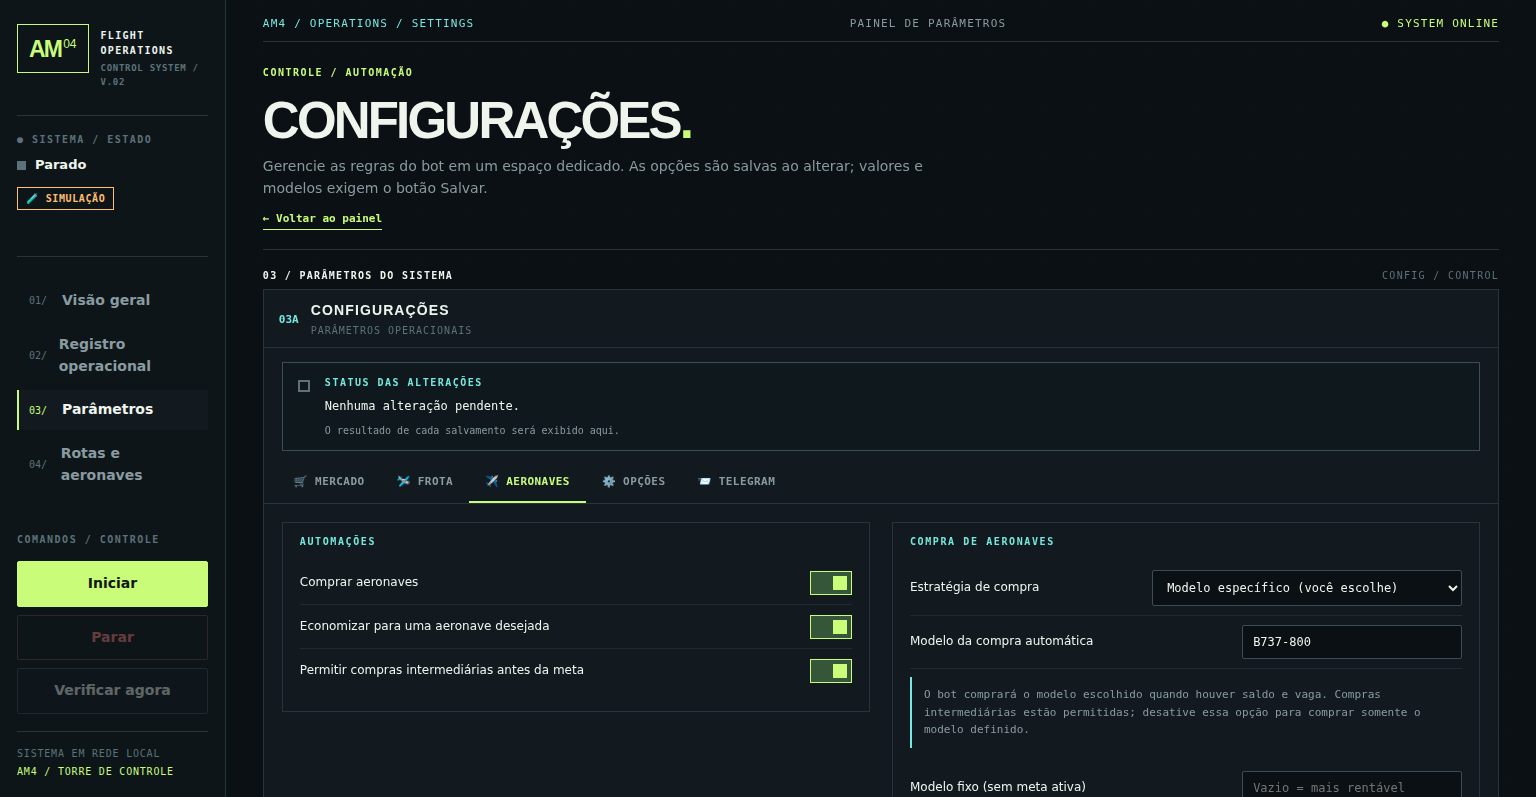 AM04
FLIGHT
OPERATIONS
CONTROL SYSTEM /
V.02
SISTEMA / ESTADO
Parado
SIMULAÇÃO
01/ Visão geral
02/ Registro
operacional
03/ Parâmetros
04/ Rotas e
aeronaves
COMANDOS / CONTROLE
Iniciar
Parar
Verificar agora
SISTEMA EM REDE LOCAL
AM4 / TORRE DE CONTROLE
AM4 / OPERATIONS / SETTINGS
PAINEL DE PARÂMETROS
● SYSTEM ONLINE
CONTROLE / AUTOMAÇÃO
CONFIGURAÇÕES.
Gerencie as regras do bot em um espaço dedicado. As opções são salvas ao alterar; valores e
modelos exigem o botão Salvar.
← Voltar ao painel
03 / PARÂMETROS DO SISTEMA
CONFIG / CONTROL
03A
CONFIGURAÇÕES
PARÂMETROS OPERACIONAIS
STATUS DAS ALTERAÇÕES
Nenhuma alteração pendente.
O resultado de cada salvamento será exibido aqui.
MERCADO
FROTA
AERONAVES
OPÇÕES
TELEGRAM
AUTOMAÇÕES
Comprar aeronaves
Economizar para uma aeronave desejada
Permitir compras intermediárias antes da meta
COMPRA DE AERONAVES
Estratégia de compra
Modelo específico (você escolhe)
Modelo da compra automática
B737-800
O bot comprará o modelo escolhido quando houver saldo e vaga. Compras
intermediárias estão permitidas; desative essa opção para comprar somente o
modelo definido.
Modelo fixo (sem meta ativa)
Vazio = mais rentável